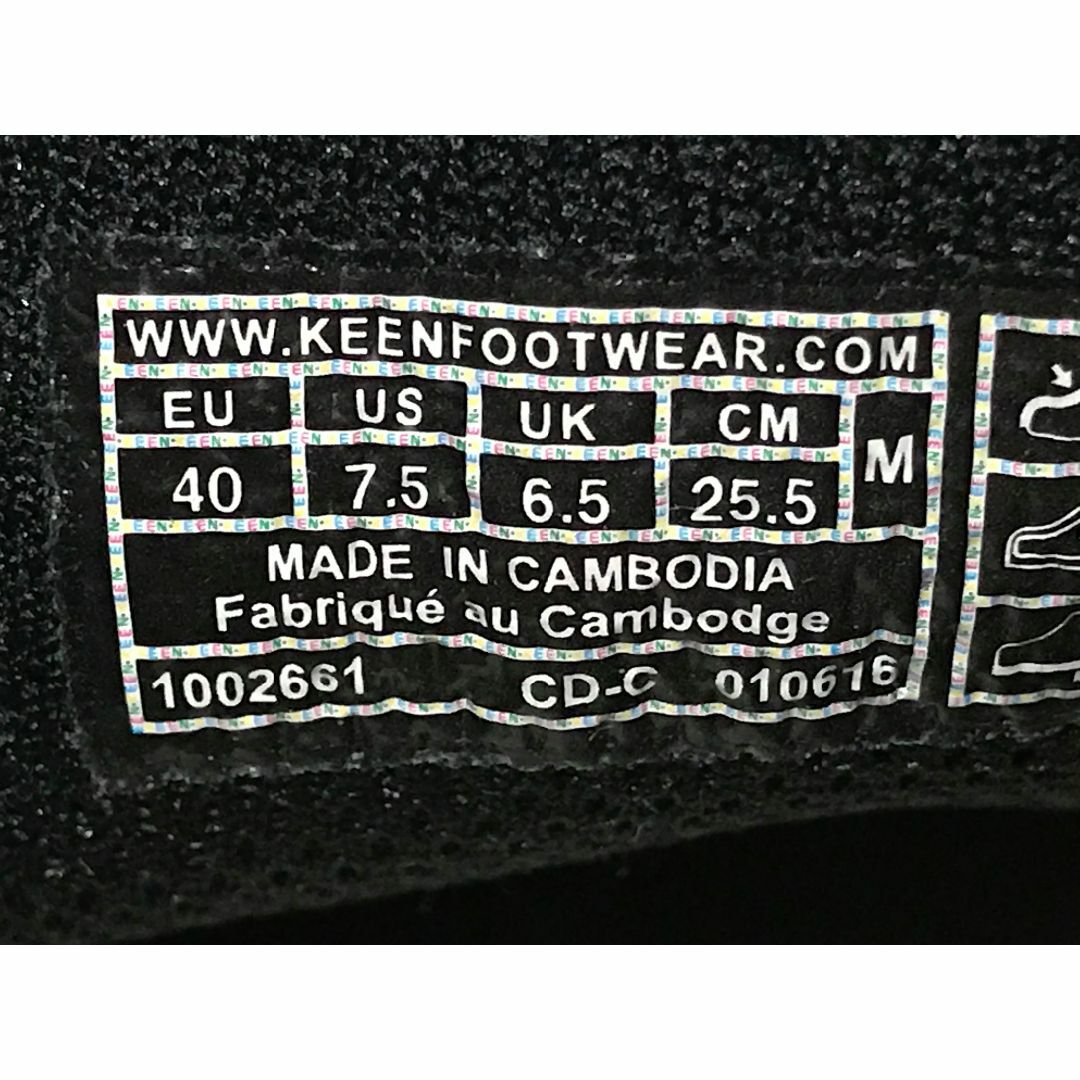 WWW.KEENFOOTWEAR.COM
EU US UK CM M
40 7.5 6.5 25.5
MADE IN CAMBODIA
Fabriqué au Cambodge
1002661 CD-C 010616